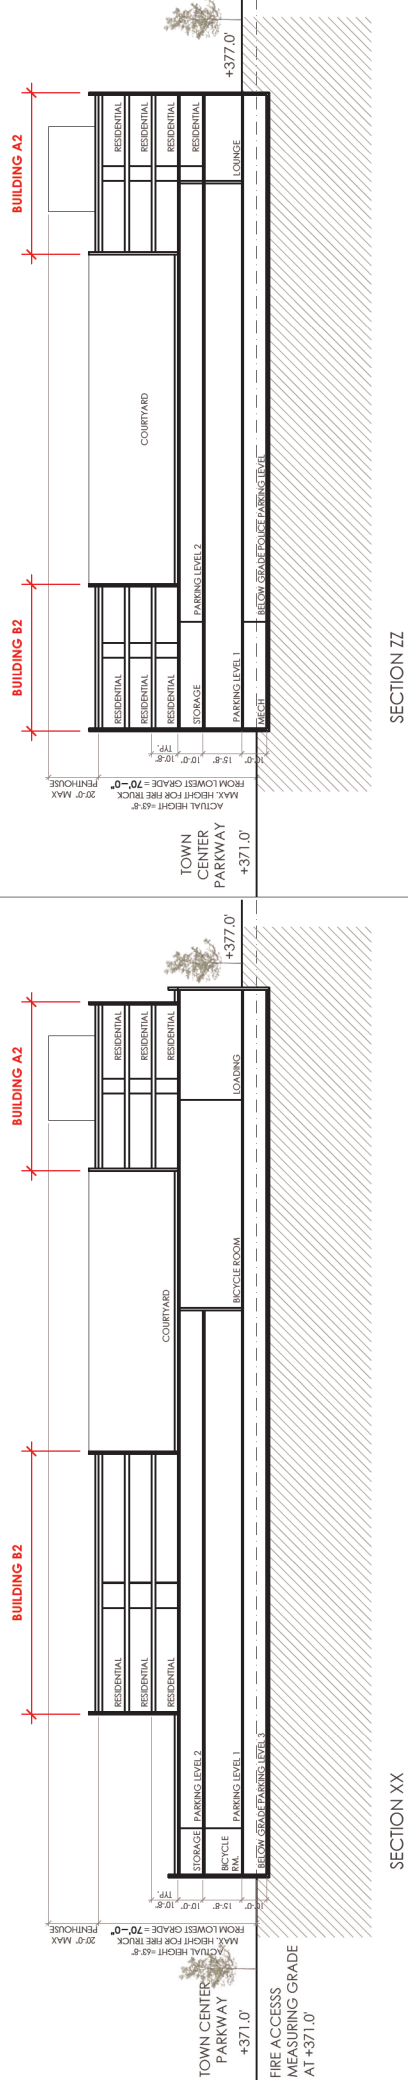 BUILDING B2
BUILDING A2
20'-0" MAX
PENTHOUSE
ACTUAL HEIGHT =63'-8"
MAX. HEIGHT FOR FIRE TRUCK
FROM LOWEST GRADE = 70'-0"
10'-8"
TYP.
10'-0"
15'-8"
10'-0"
RESIDENTIAL
RESIDENTIAL
RESIDENTIAL
COURTYARD
RESIDENTIAL
RESIDENTIAL
RESIDENTIAL
RESIDENTIAL
STORAGE
PARKING LEVEL 2
PARKING LEVEL 1
LOUNGE
MECH
BELOW GRADE POLICE PARKING LEVEL
TOWN
CENTER
PARKWAY
+371.0'
+377.0'
SECTION ZZ
BUILDING B2
BUILDING A2
20'-0" MAX
PENTHOUSE
ACTUAL HEIGHT =63'-8"
MAX. HEIGHT FOR FIRE TRUCK
FROM LOWEST GRADE = 70'-0"
10'-8"
TYP.
10'-0"
15'-8"
10'-0"
RESIDENTIAL
RESIDENTIAL
RESIDENTIAL
COURTYARD
RESIDENTIAL
RESIDENTIAL
RESIDENTIAL
STORAGE
PARKING LEVEL 2
BICYCLE
RM.
PARKING LEVEL 1
BICYCLE ROOM
LOADING
BELOW GRADE PARKING LEVEL 3
TOWN CENTER
PARKWAY
+371.0'
+377.0'
FIRE ACCESSS
MEASURING GRADE
AT +371.0'
SECTION XX